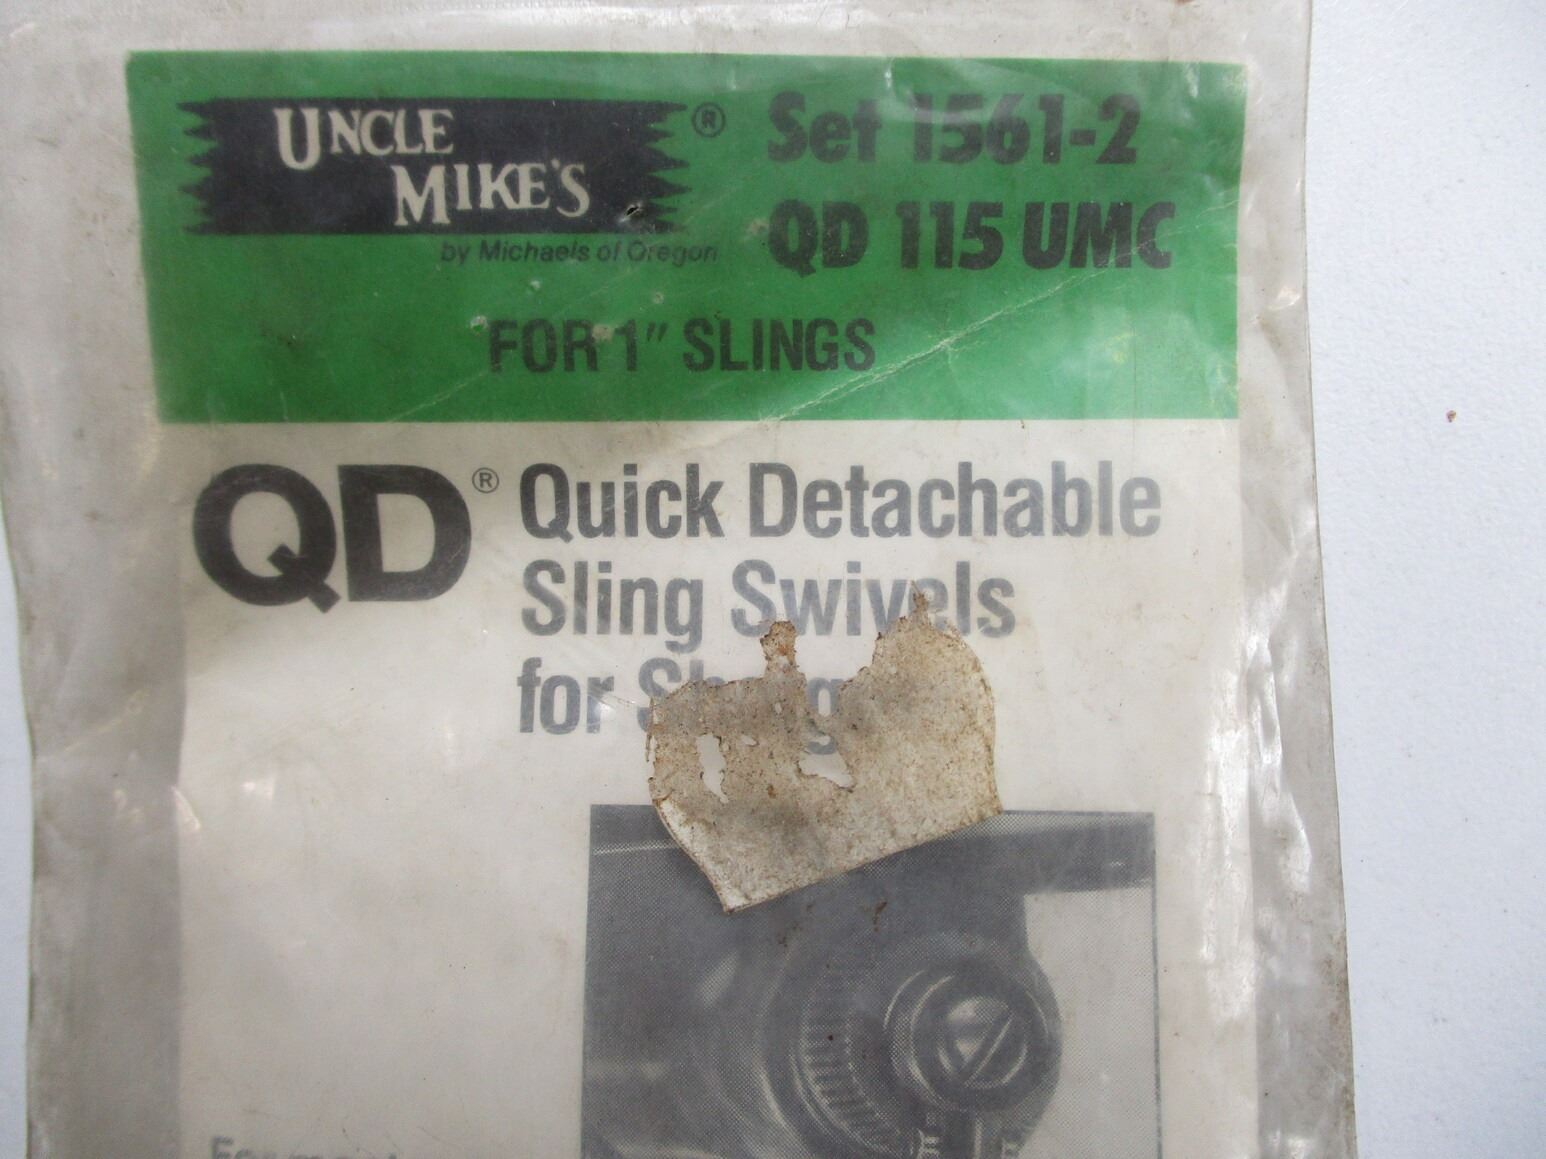 UNCLE
MIKE'S ®
by Michaels of Oregon
Set 1561-2
QD 115 UMC
FOR 1" SLINGS
QD®
Quick Detachable
Sling Swivels
for